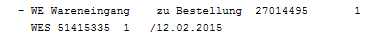 - WE Wareneingang    zu Bestellung  27014495       1
  WES 51415335  1   /12.02.2015